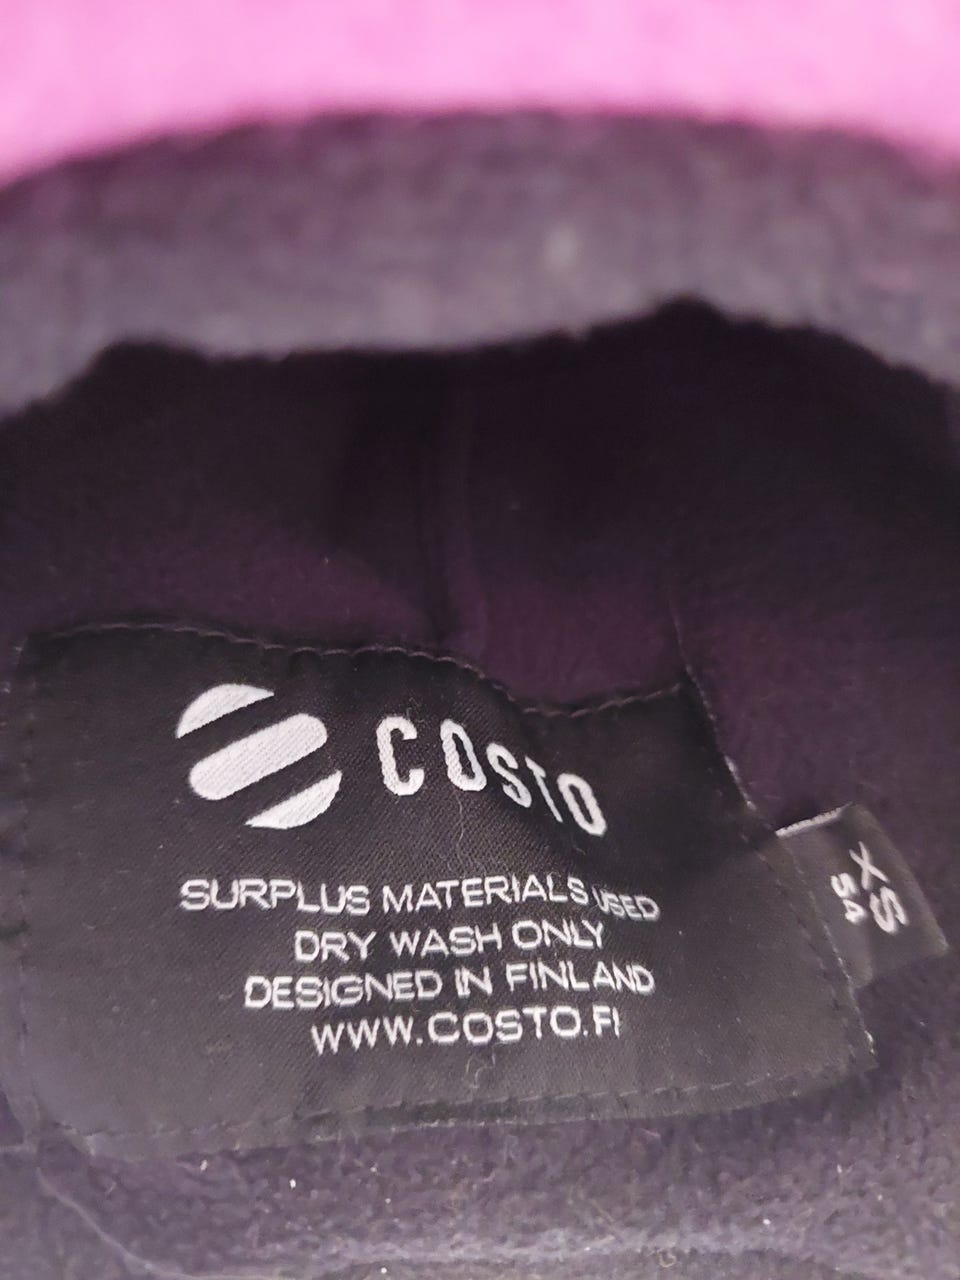 COSTO
SURPLUS MATERIALS USED
DRY WASH ONLY
DESIGNED IN FINLAND
WWW.COSTO.FI
XS
54